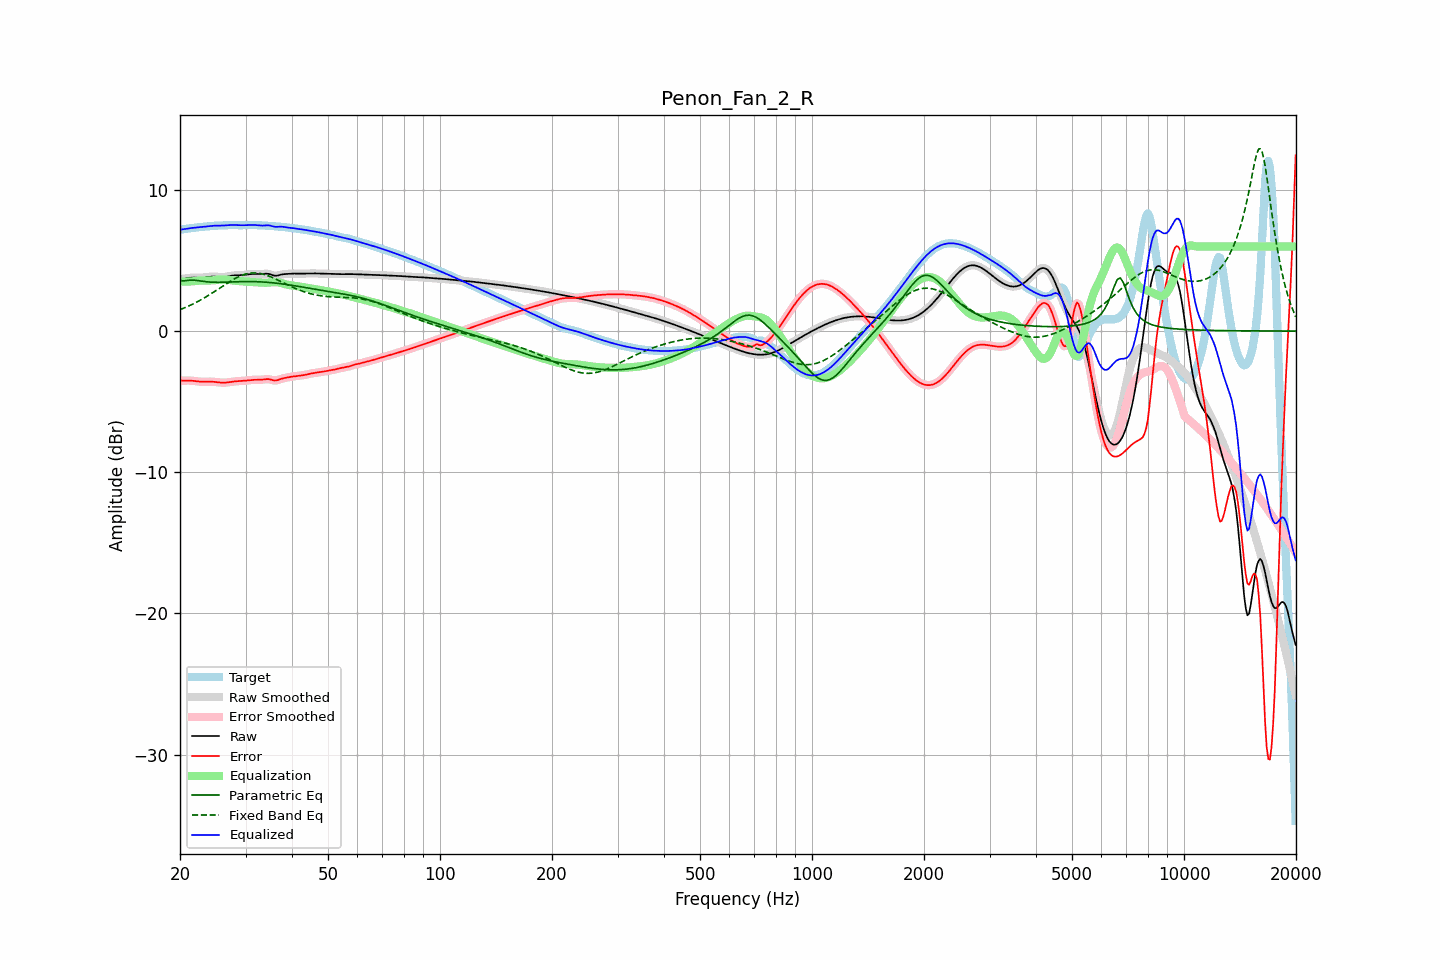 Penon_Fan_2_R
Amplitude (dBr)
10
0
−10
−20
−30
Target
Raw Smoothed
Error Smoothed
Raw
Error
Equalization
Parametric Eq
Fixed Band Eq
Equalized
20 50 100 200 500 1000 2000 5000 10000 20000
Frequency (Hz)